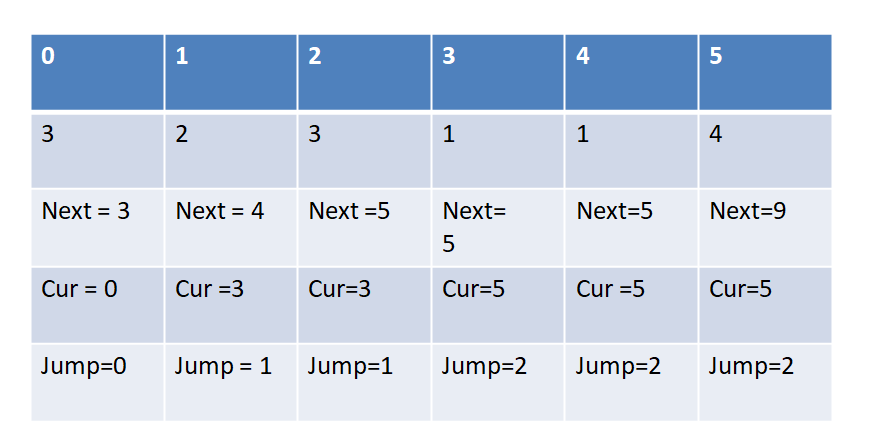 0 1 2 3 4 5
3 2 3 1 1 4
Next = 3 Next = 4 Next =5 Next= Next=5 Next=9
5
Cur = 0 Cur =3 Cur=3 Cur=5 Cur =5 Cur=5
Jump=0 Jump = 1 Jump=1 Jump=2 Jump=2 Jump=2